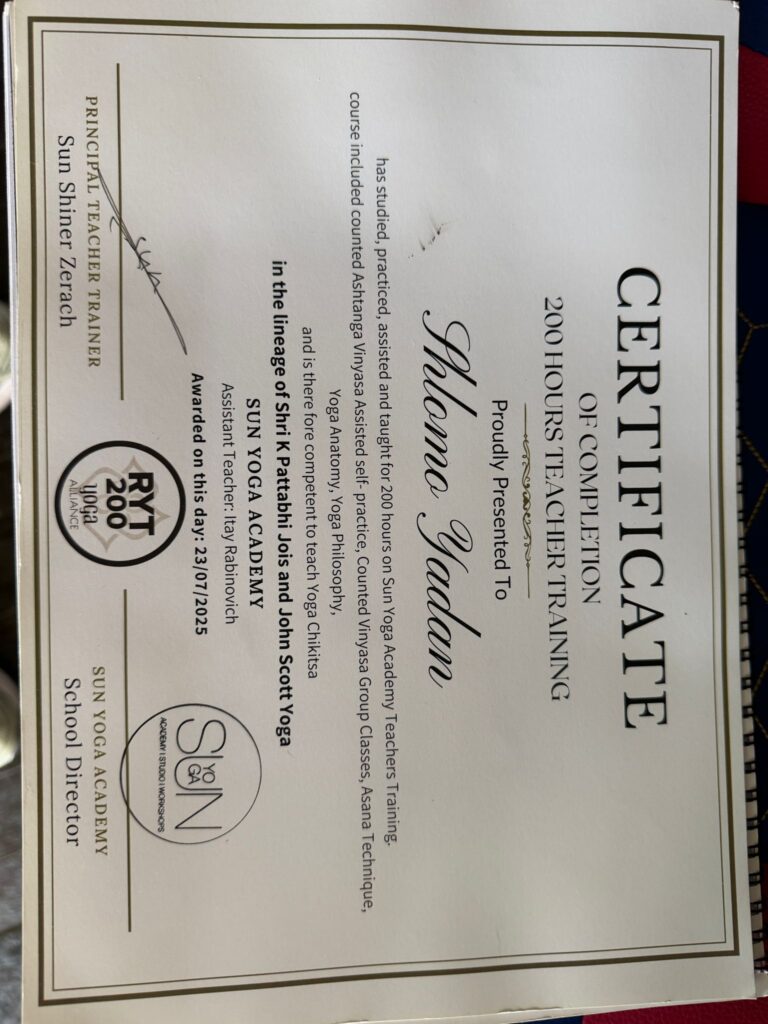 CERTIFICATE
OF COMPLETION
200 HOURS TEACHER TRAINING
Proudly Presented To
Shlomo Yadan
has studied, practiced, assisted and taught for 200 hours on Sun Yoga Academy Teachers Training.
course included counted Ashtanga Vinyasa Assisted self- practice, Counted Vinyasa Group Classes, Asana Technique,
Yoga Anatomy, Yoga Philosophy,
and is there fore competent to teach Yoga Chikitsa
in the lineage of Shri K Pattabhi Jois and John Scott Yoga
SUN YOGA ACADEMY
Assistant Teacher: Itay Rabinovich
Awarded on this day: 23/07/2025
Sun
PRINCIPAL TEACHER TRAINER
Sun Shiner Zerach
RYT
200
yoga
ALLIANCE
SUN
YO
GA
ACADEMY | STUDIO | WORKSHOPS
SUN YOGA ACADEMY
School Director